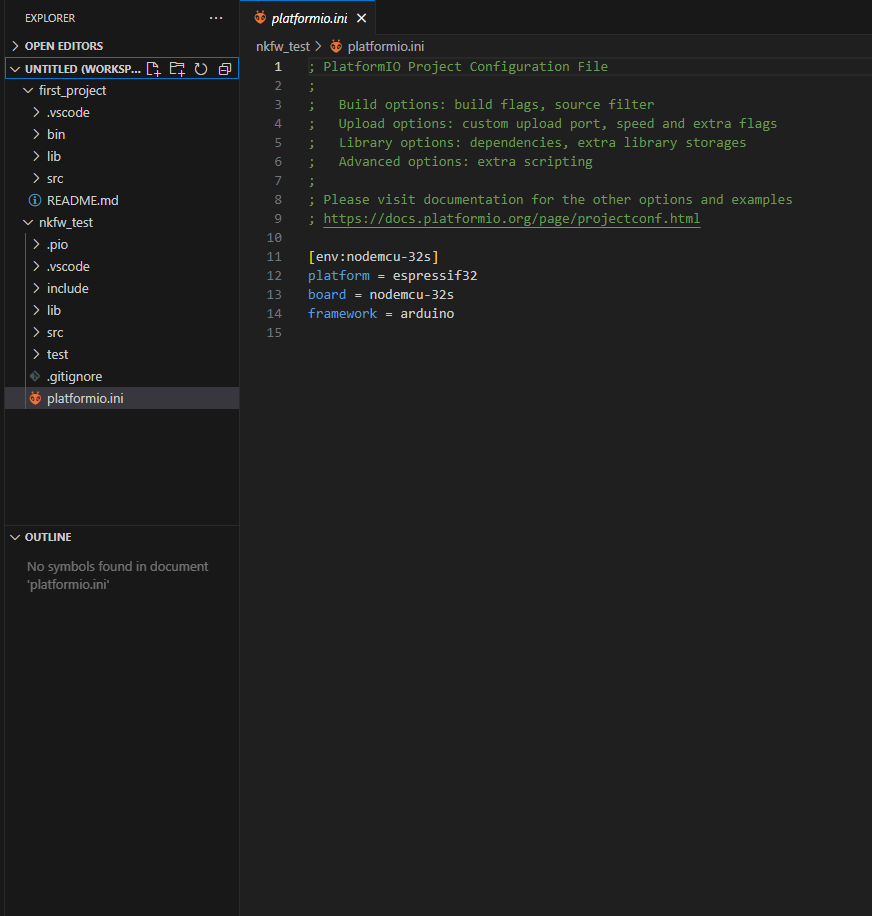 EXPLORER
OPEN EDITORS
UNTITLED (WORKSP...
first_project
.vscode
bin
lib
src
README.md
nkfw_test
.pio
.vscode
include
lib
src
test
.gitignore
platformio.ini
OUTLINE
No symbols found in document
'platformio.ini'
platformio.ini
nkfw_test > platformio.ini
1 ; PlatformIO Project Configuration File
2 ;
3 ;   Build options: build flags, source filter
4 ;   Upload options: custom upload port, speed and extra flags
5 ;   Library options: dependencies, extra library storages
6 ;   Advanced options: extra scripting
7 ;
8 ; Please visit documentation for the other options and examples
9 ; https://docs.platformio.org/page/projectconf.html
10
11 [env:nodemcu-32s]
12 platform = espressif32
13 board = nodemcu-32s
14 framework = arduino
15